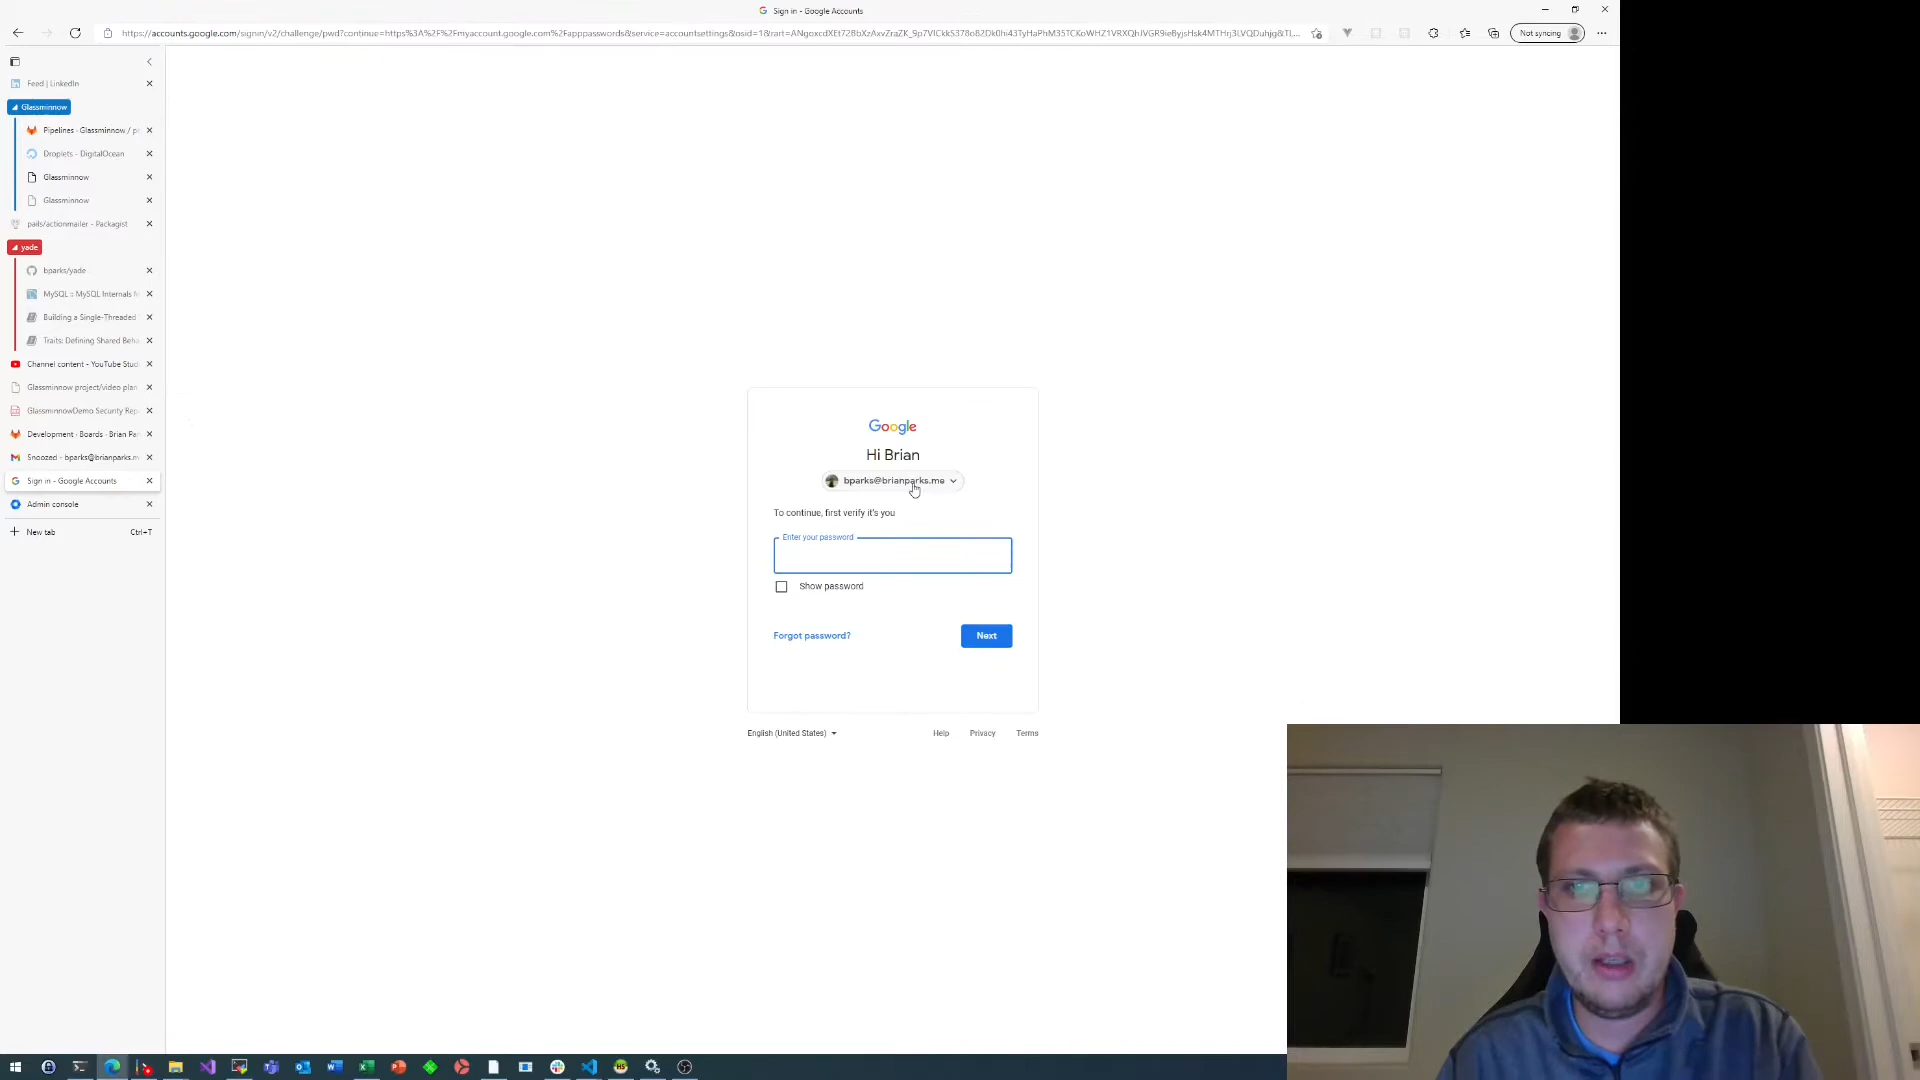 Sign in - Google Accounts
Not syncing
Feed | LinkedIn
Glassminnow
Pipelines · Glassminnow / p
Droplets - DigitalOcean
Glassminnow
Glassminnow
pails/actionmailer - Packagist
yade
bparks/yade
MySQL :: MySQL Internals M
Building a Single-Threaded
Traits: Defining Shared Beha
Channel content - YouTube Stud
Glassminnow project/video plan
GlassminnowDemo Security Rep
Development · Boards · Brian Par
Snoozed - bparks@brianparks.m
Sign in - Google Accounts
Admin console
New tab Ctrl+T
Google
Hi Brian
bparks@brianparks.me
To continue, first verify it's you
Enter your password
Show password
Forgot password? Next
English (United States) Help Privacy Terms